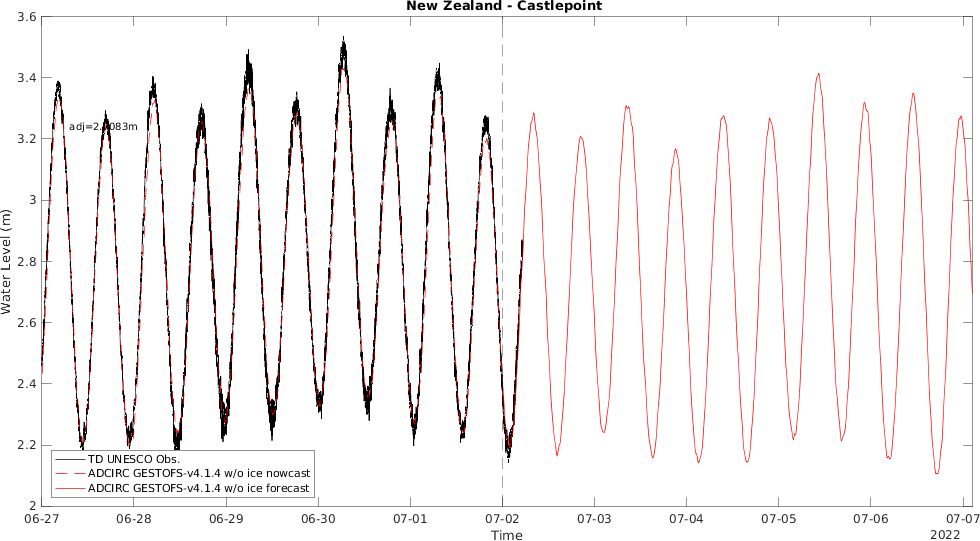 New Zealand - Castlepoint
Water Level (m)
3.6
3.4
3.2
3
2.8
2.6
2.4
2.2
2
TD UNESCO Obs.
ADCIRC GESTOFS-v4.1.4 w/o ice nowcast
ADCIRC GESTOFS-v4.1.4 w/o ice forecast
06-27 06-28 06-29 06-30 07-01 07-02 07-03 07-04 07-05 07-06 07-07
Time
2022